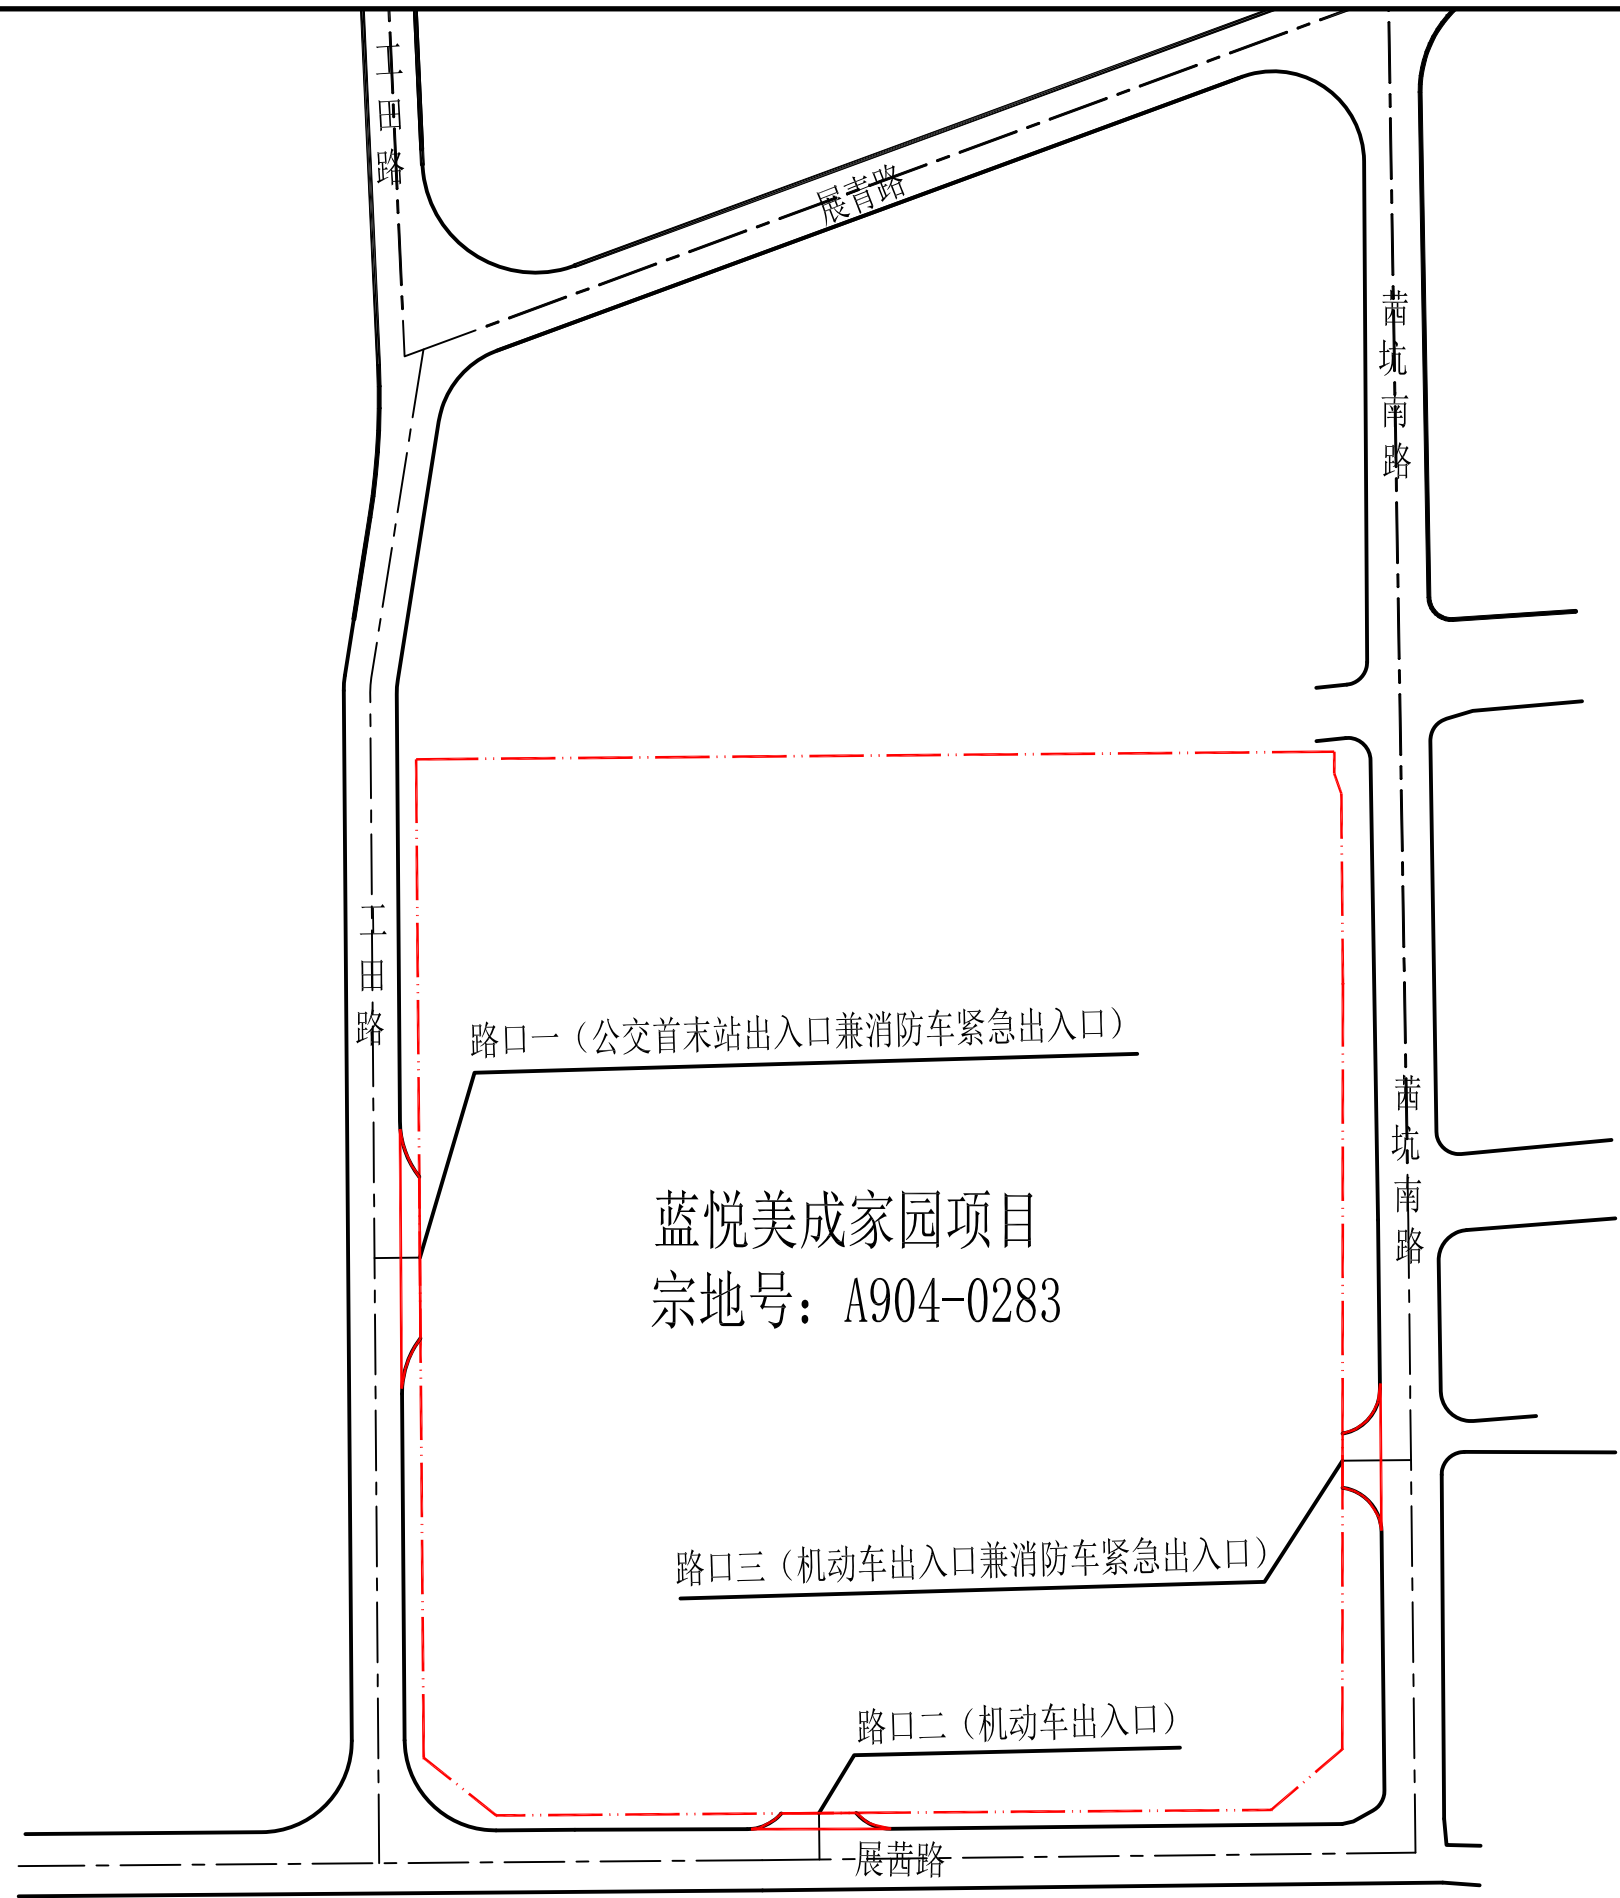 工田路
展青路
茜坑南路
工田路
路口一（公交首末站出入口兼消防车紧急出入口）
茜坑南路
蓝悦美成家园项目
宗地号：A904-0283
路口三（机动车出入口兼消防车紧急出入口）
路口二（机动车出入口）
展茜路